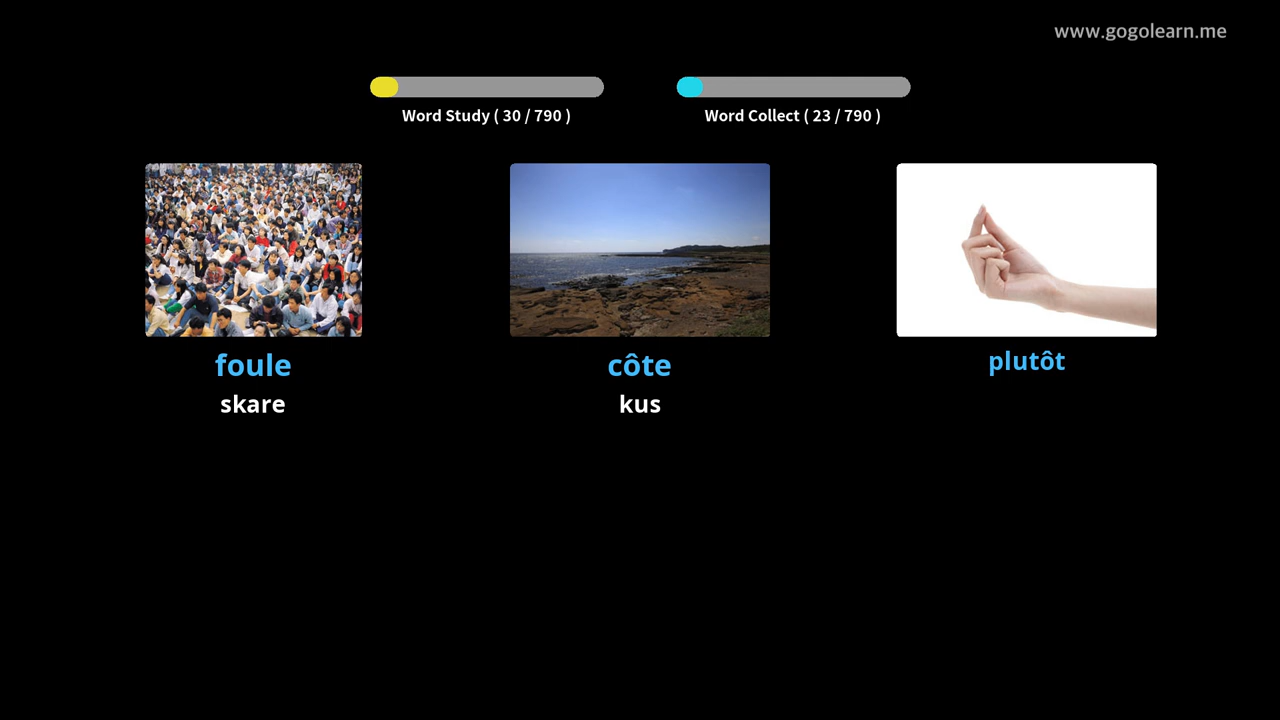 www.gogolearn.me
Word Study ( 30 / 790 )
Word Collect ( 23 / 790 )
foule
côte
plutôt
skare
kus